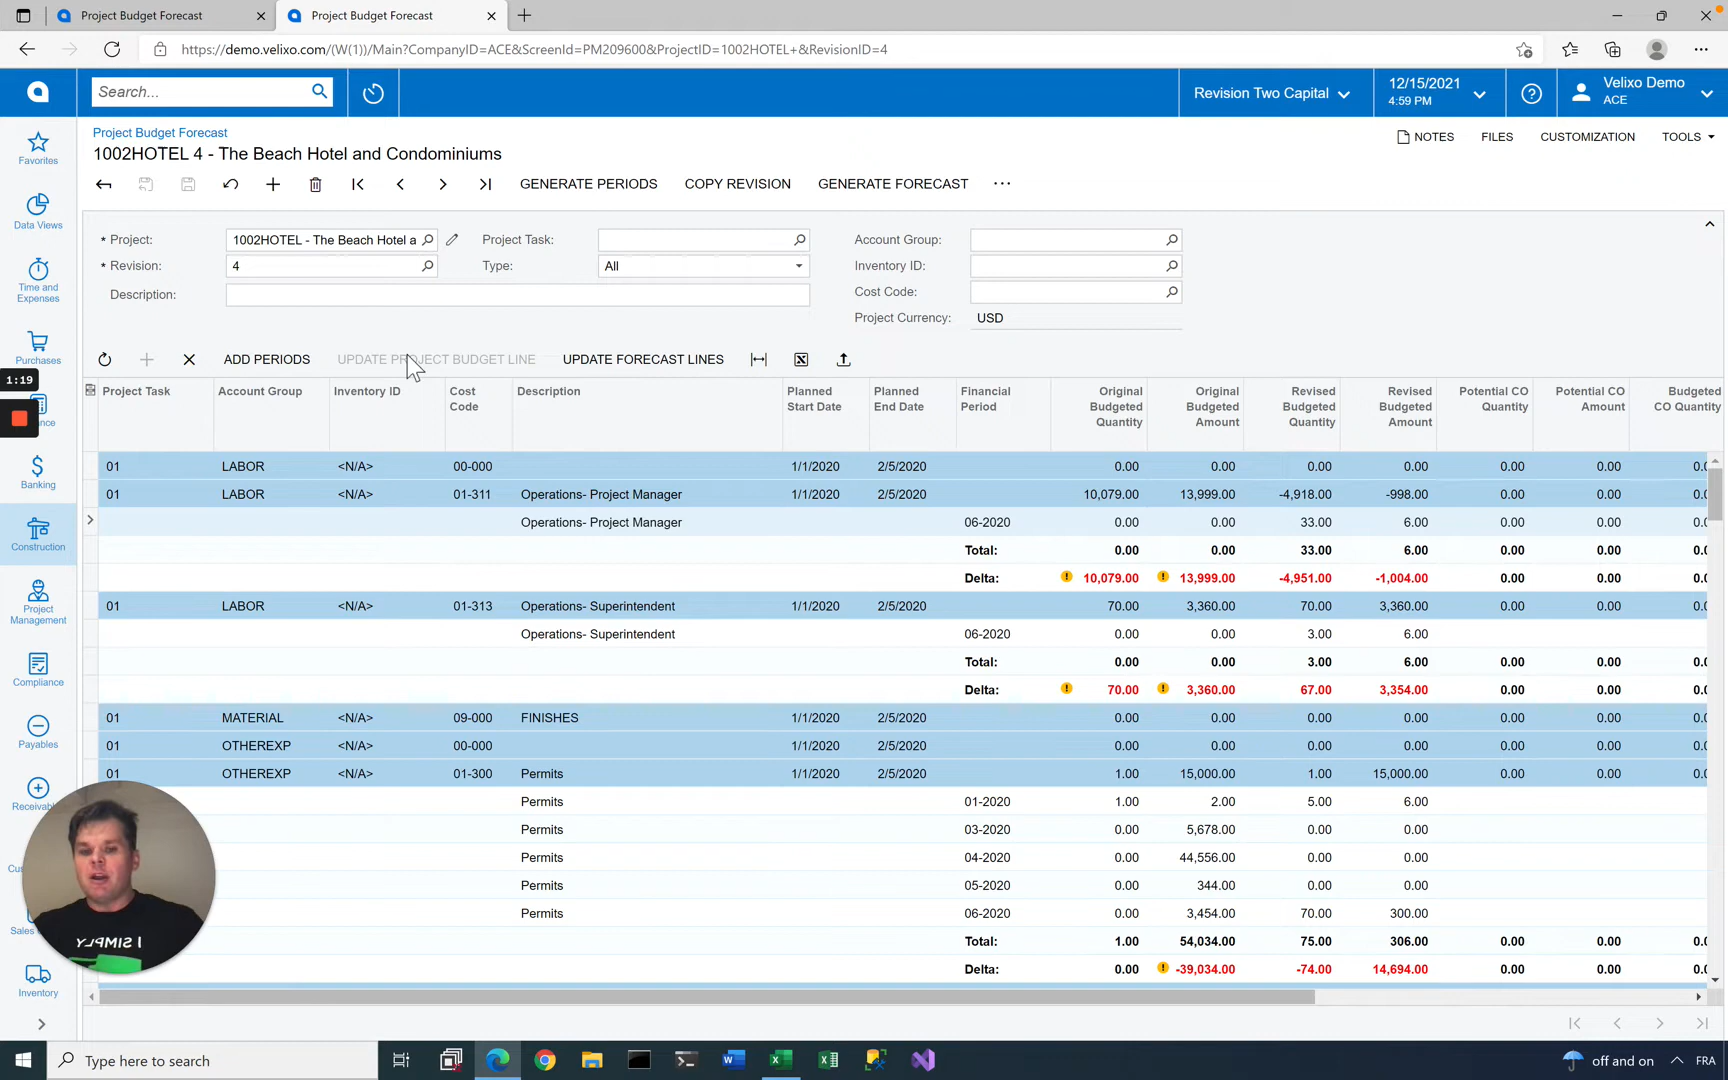 Project Budget Forecast
Project Budget Forecast
https://demo.velixo.com/(W(1))/Main?CompanyID=ACE&ScreenId=PM209600&ProjectID=1002HOTEL+&RevisionID=4
Search...
Revision Two Capital
12/15/2021
4:59 PM
Velixo Demo
ACE
Project Budget Forecast
1002HOTEL 4 - The Beach Hotel and Condominiums
NOTES FILES CUSTOMIZATION TOOLS
GENERATE PERIODS COPY REVISION GENERATE FORECAST
* Project: 1002HOTEL - The Beach Hotel a Project Task: Account Group:
* Revision: 4 Type: All Inventory ID:
Description: Cost Code:
Project Currency: USD
ADD PERIODS UPDATE PROJECT BUDGET LINE UPDATE FORECAST LINES
Project Task Account Group Inventory ID Cost Code Description Planned Start Date Planned End Date Financial Period Original Budgeted Quantity Original Budgeted Amount Revised Budgeted Quantity Revised Budgeted Amount Potential CO Quantity Potential CO Amount Budgeted CO Quantity
01 LABOR <N/A> 00-000 1/1/2020 2/5/2020 0.00 0.00 0.00 0.00 0.00 0.00
01 LABOR <N/A> 01-311 Operations- Project Manager 1/1/2020 2/5/2020 10,079.00 13,999.00 -4,918.00 -998.00 0.00 0.00
Operations- Project Manager 06-2020 0.00 0.00 33.00 6.00 0.00 0.00
Total: 0.00 0.00 33.00 6.00 0.00 0.00
Delta: 10,079.00 13,999.00 -4,951.00 -1,004.00 0.00 0.00
01 LABOR <N/A> 01-313 Operations- Superintendent 1/1/2020 2/5/2020 70.00 3,360.00 70.00 3,360.00 0.00 0.00
Operations- Superintendent 06-2020 0.00 0.00 3.00 6.00
Total: 0.00 0.00 3.00 6.00 0.00 0.00
Delta: 70.00 3,360.00 67.00 3,354.00 0.00 0.00
01 MATERIAL <N/A> 09-000 FINISHES 1/1/2020 2/5/2020 0.00 0.00 0.00 0.00 0.00 0.00
01 OTHEREXP <N/A> 00-000 1/1/2020 2/5/2020 0.00 0.00 0.00 0.00 0.00 0.00
01 OTHEREXP <N/A> 01-300 Permits 1/1/2020 2/5/2020 1.00 15,000.00 1.00 15,000.00 0.00 0.00
Permits 01-2020 1.00 2.00 5.00 6.00
Permits 03-2020 0.00 5,678.00 0.00 0.00
Permits 04-2020 0.00 44,556.00 0.00 0.00
Permits 05-2020 0.00 344.00 0.00 0.00
Permits 06-2020 0.00 3,454.00 70.00 300.00
Total: 1.00 54,034.00 75.00 306.00 0.00 0.00
Delta: 0.00 -39,034.00 -74.00 14,694.00 0.00 0.00
Favorites
Data Views
Time and
Expenses
Purchases
1:19
Banking
Construction
Project
Management
Compliance
Payables
Inventory
I SIMPLY
Type here to search
off and on
FRA